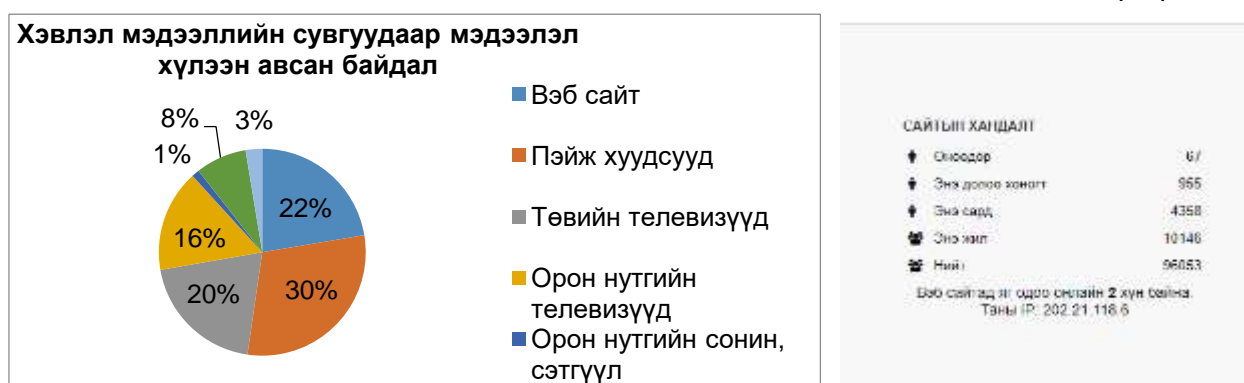 Хэвлэл мэдээллийн сувгуудаар мэдээлэл
хүлээн авсан байдал
8%
3%
1%
22%
16%
20%
30%
Вэб сайт
Пэйж хуудсууд
Төвийн телевизүүд
Орон нутгийн
телевизүүд
Орон нутгийн сонин,
сэтгүүл
САЙТЫН ХАНДАЛТ
Өнөөдөр 67
Энэ долоо хоногт 955
Энэ сард 4358
Энэ жил 10146
Нийт 96053
Вэб сайтад яг одоо онлайн 2 хүн байна.
Таны IP: 202.21.118.6